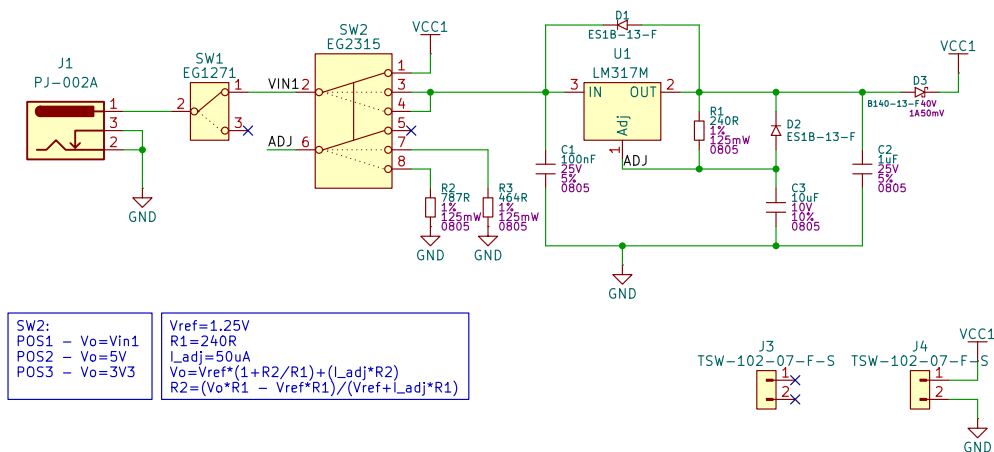 J1
PJ-002A
1
3
2
GND
SW1
EG1271
2
1
3
VIN1
ADJ
SW2
EG2315
2
6
1
3
4
5
7
8
VCC1
R2
787R
1%
125mW
0805
GND
R3
464R
1%
125mW
0805
GND
D1
ES1B-13-F
U1
LM317M
3
IN
OUT
2
Adj
1
ADJ
C1
100nF
25V
5%
0805
R1
240R
1%
125mW
0805
D2
ES1B-13-F
C3
10uF
10V
10%
0805
C2
1uF
25V
5%
0805
GND
VCC1
D3
B140-13-F
40V
1A50mV
SW2:
POS1 - Vo=Vin1
POS2 - Vo=5V
POS3 - Vo=3V3
Vref=1.25V
R1=240R
I_adj=50uA
Vo=Vref*(1+R2/R1)+(I_adj*R2)
R2=(Vo*R1 - Vref*R1)/(Vref+I_adj*R1)
J3
TSW-102-07-F-S
1
2
J4
TSW-102-07-F-S
1
2
VCC1
GND